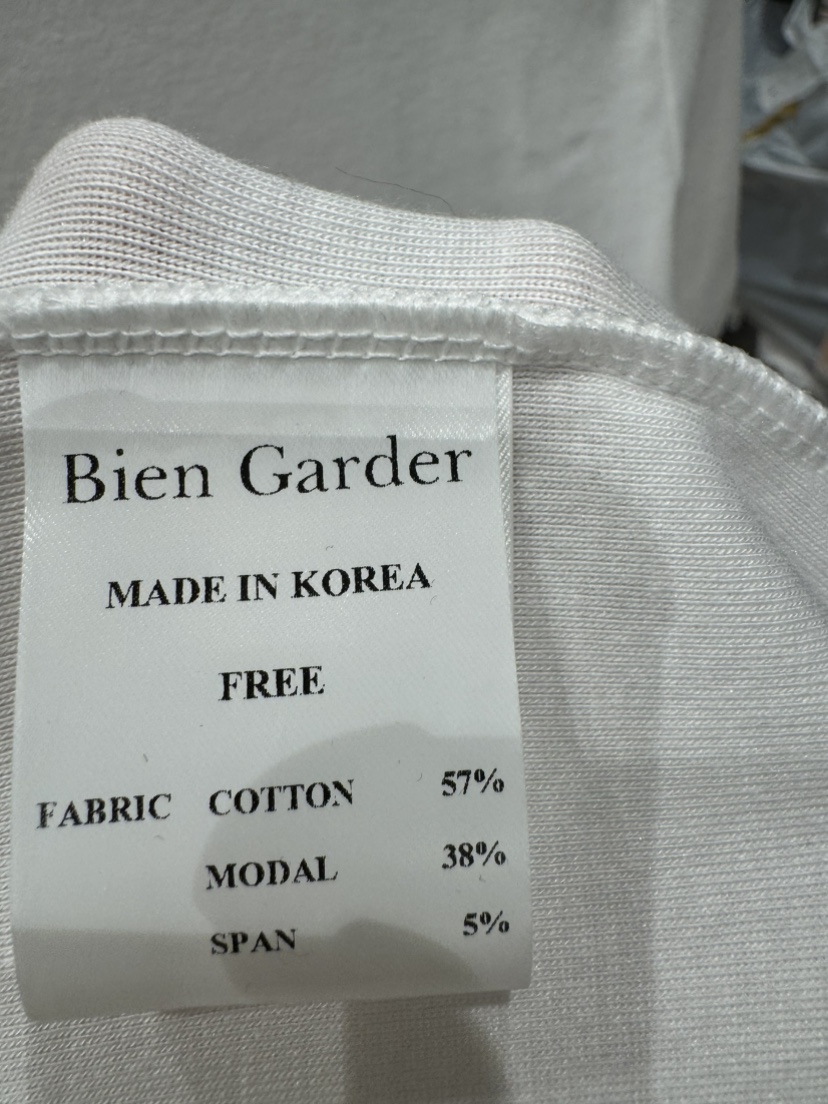 Bien Garder
MADE IN KOREA
FREE
FABRIC COTTON 57%
MODAL 38%
SPAN 5%